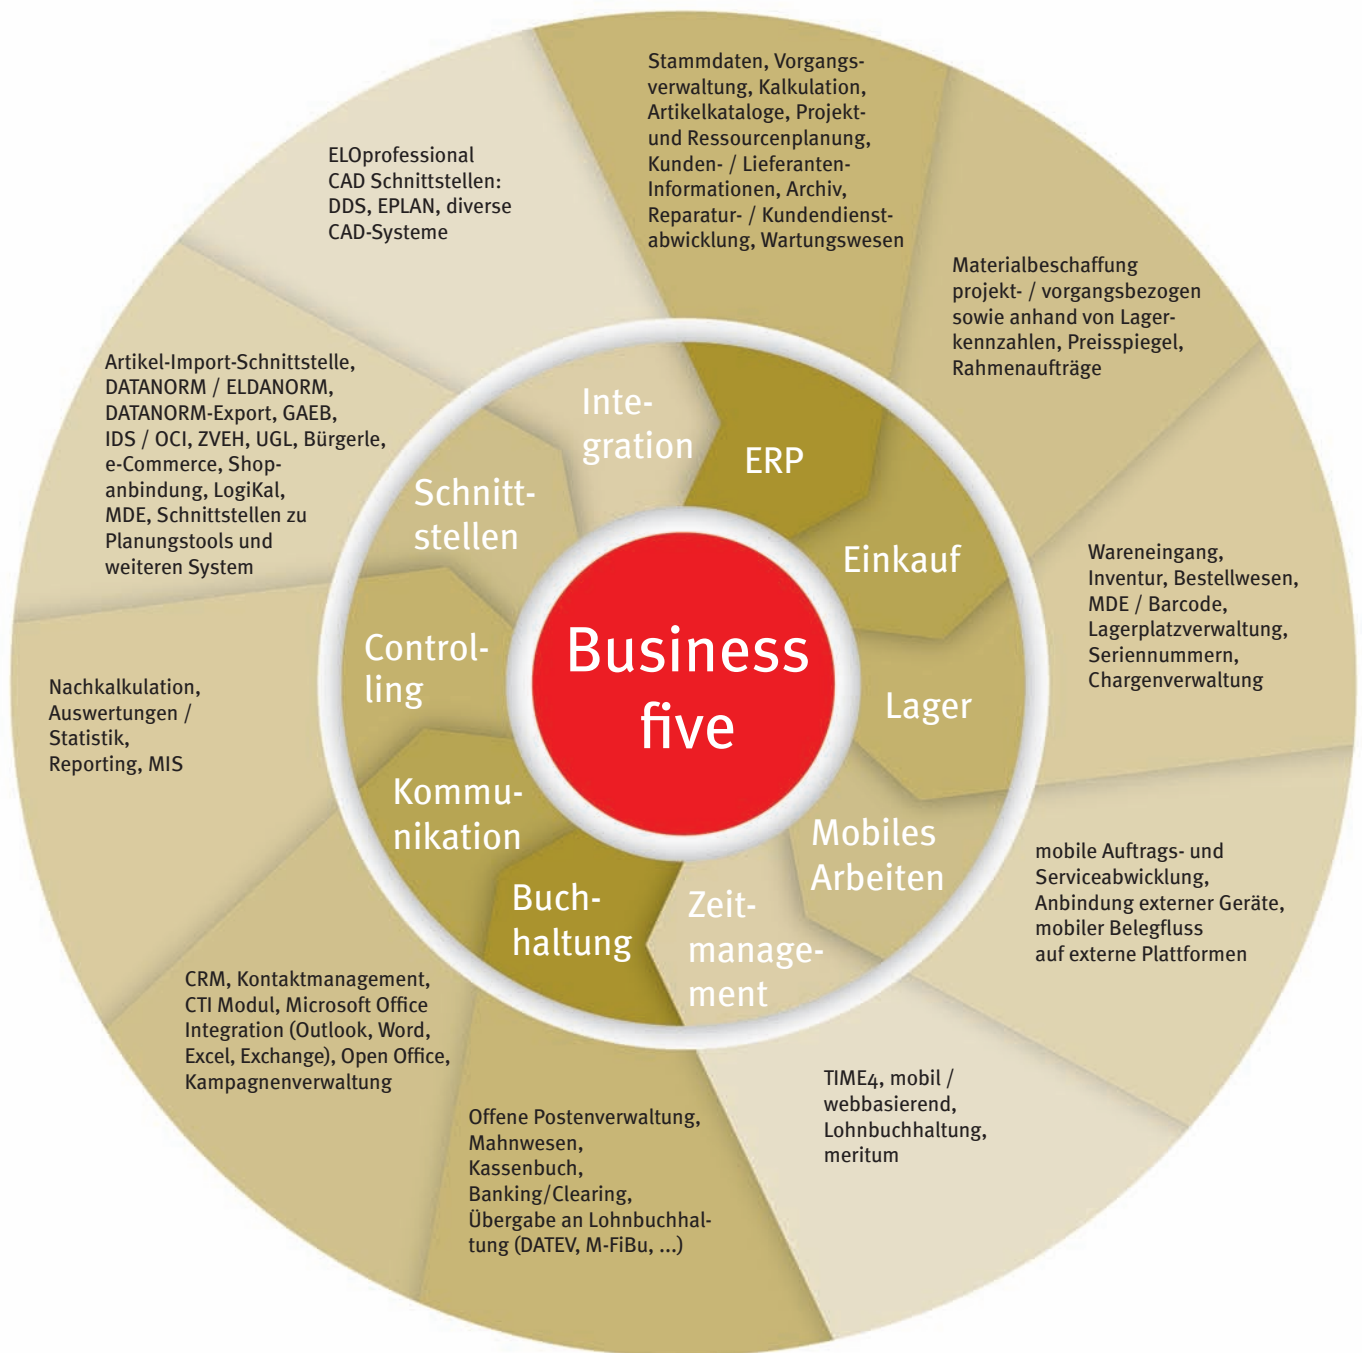 Stammdaten, Vorgangs-
verwaltung, Kalkulation,
Artikelkataloge, Projekt-
und Ressourcenplanung,
Kunden- / Lieferanten-
Informationen, Archiv,
Reparatur- / Kundendienst-
abwicklung, Wartungswesen
ELOprofessional
CAD Schnittstellen:
DDS, EPLAN, diverse
CAD-Systeme
Materialbeschaffung
projekt- / vorgangsbezogen
sowie anhand von Lager-
kennzahlen, Preisspiegel,
Rahmenaufträge
Artikel-Import-Schnittstelle,
DATANORM / ELDANORM,
DATANORM-Export, GAEB,
IDS / OCI, ZVEH, UGL, Bürgerle,
e-Commerce, Shop-
anbindung, LogiKal,
MDE, Schnittstellen zu
Planungstools und
weiteren System
Inte-
gration
ERP
Schnitt-
stellen
Einkauf
Wareneingang,
Inventur, Bestellwesen,
MDE / Barcode,
Lagerplatzverwaltung,
Seriennummern,
Chargenverwaltung
Business
five
Control-
ling
Lager
Nachkalkulation,
Auswertungen /
Statistik,
Reporting, MIS
Kommu-
nikation
Mobiles
Arbeiten
Buch-
haltung
Zeit-
manage-
ment
mobile Auftrags- und
Serviceabwicklung,
Anbindung externer Geräte,
mobiler Belegfluss
auf externe Plattformen
CRM, Kontaktmanagement,
CTI Modul, Microsoft Office
Integration (Outlook, Word,
Excel, Exchange), Open Office,
Kampagnenverwaltung
TIME4, mobil /
webbasierend,
Lohnbuchhaltung,
meritum
Offene Postenverwaltung,
Mahnwesen,
Kassenbuch,
Banking/Clearing,
Übergabe an Lohnbuchhal-
tung (DATEV, M-FiBu, ...)